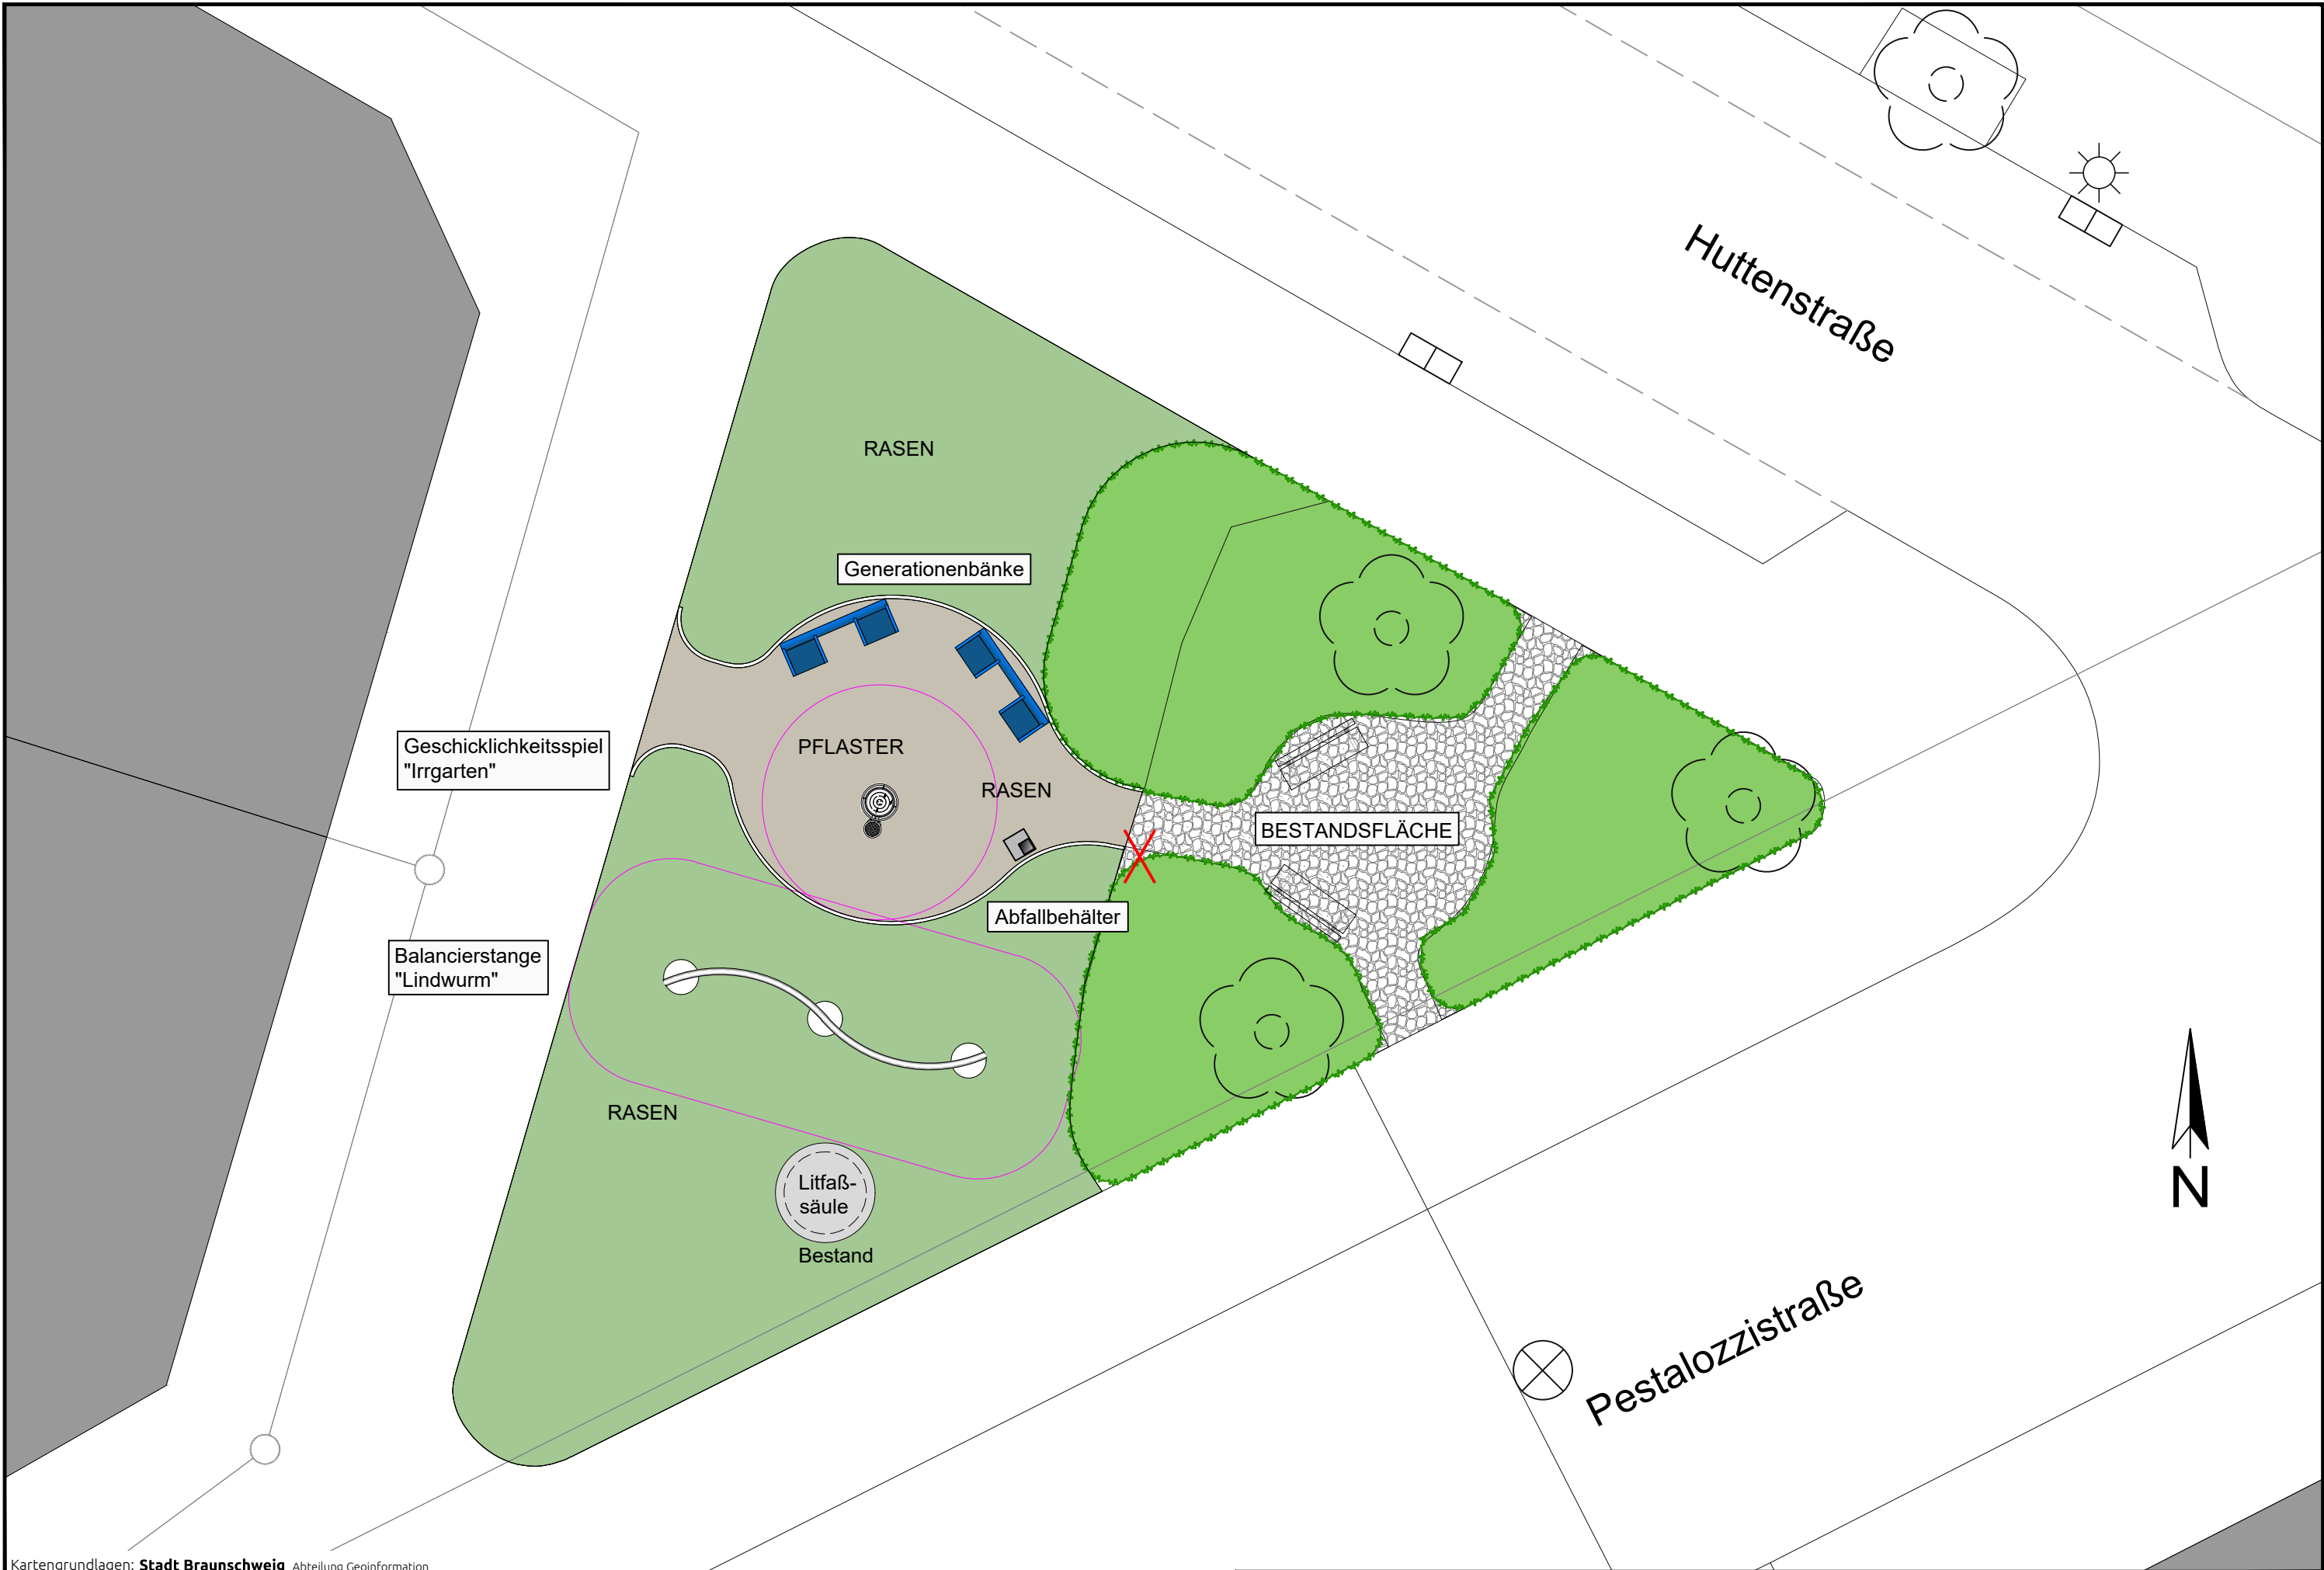 Huttenstraße
RASEN
Generationenbänke
Geschicklichkeitsspiel
"Irrgarten"
PFLASTER
RASEN
BESTANDSFLÄCHE
Abfallbehälter
Balancierstange
"Lindwurm"
RASEN
Litfaß-
säule
Bestand
N
Pestalozzistraße
Kartengrundlagen: Stadt Braunschweig Abteilung Geoinformation